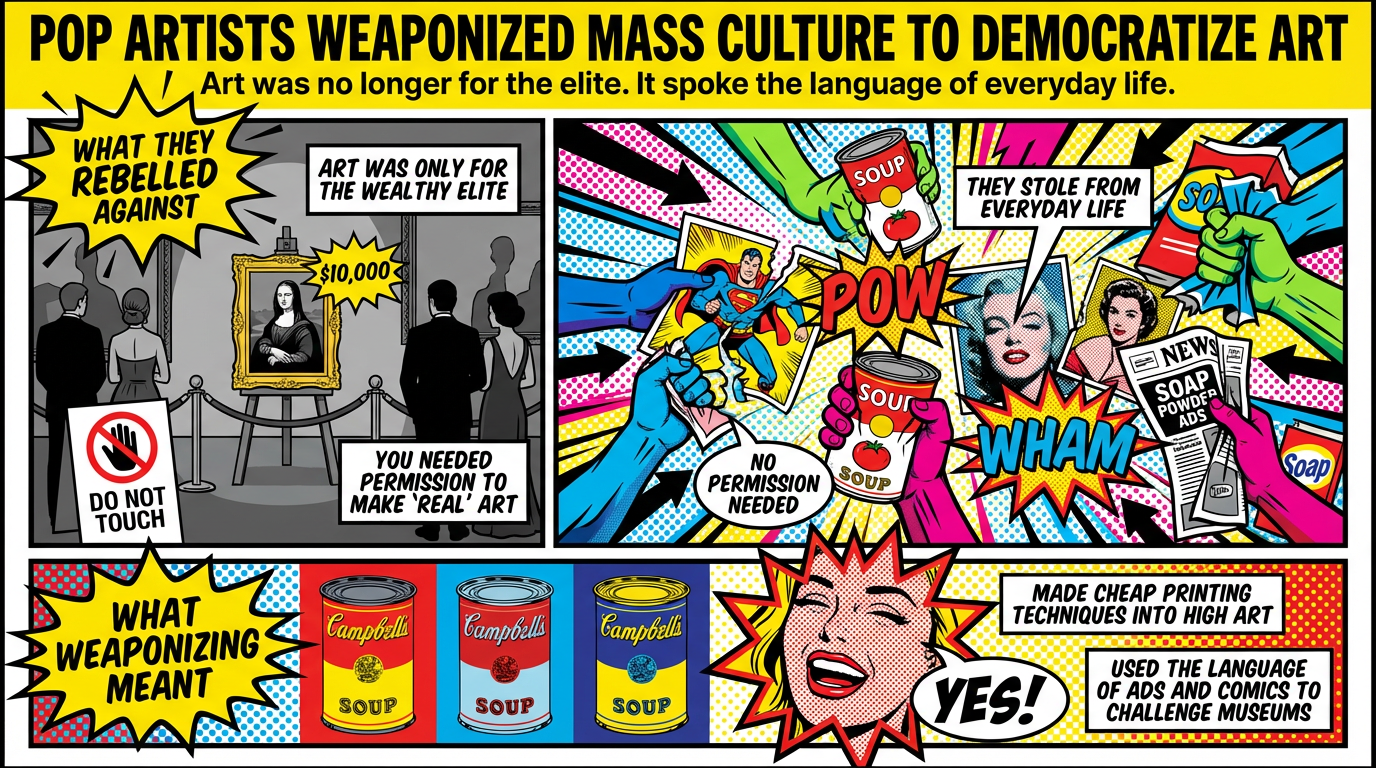 POP ARTISTS WEAPONIZED MASS CULTURE TO DEMOCRATIZE ART
Art was no longer for the elite. It spoke the language of everyday life.
WHAT THEY
REBELLED
AGAINST
ART WAS ONLY FOR
THE WEALTHY ELITE
$10,000
DO NOT
TOUCH
YOU NEEDED
PERMISSION TO
MAKE 'REAL' ART
SOUP
THEY STOLE FROM
EVERYDAY LIFE
SO
POW
S
NEWS
SOAP
POWDER
ADS
SOUP
SOUP
WHAM
Soap
NO
PERMISSION
NEEDED
WHAT
WEAPONIZING
MEANT
Campbell's
SOUP
Campbell's
SOUP
Campbell's
SOUP
YES!
MADE CHEAP PRINTING
TECHNIQUES INTO HIGH ART
USED THE LANGUAGE
OF ADS AND COMICS TO
CHALLENGE MUSEUMS